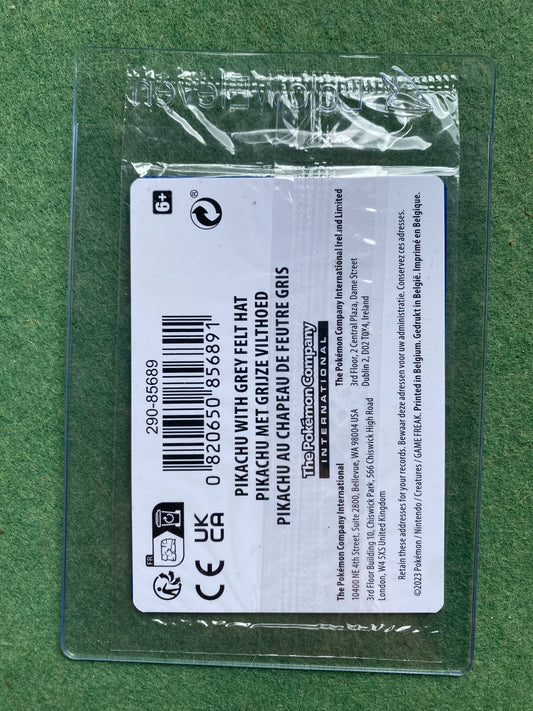 6+
®
290-85689
0 820650 856891
FR
CE UK
CA
PIKACHU WITH GREY FELT HAT
PIKACHU MET GRIJZE VILTHOED
PIKACHU AU CHAPEAU DE FEUTRE GRIS
The Pokémon Company
INTERNATIONAL
The Pokémon Company International
10400 NE 4th Street, Suite 2800, Bellevue, WA 98004 USA
3rd Floor Building 10, Chiswick Park, 566 Chiswick High Road
London, W4 5XS United Kingdom
The Pokémon Company International Ireland Limited
3rd Floor, 2 Central Plaza, Dame Street
Dublin 2, D02 T0X4, Ireland
Retain these addresses for your records. Bewaar deze adressen voor uw administratie. Conservez ces adresses.
©2023 Pokémon / Nintendo / Creatures / GAME FREAK. Printed in Belgium. Gedrukt in België. Imprimé en Belgique.